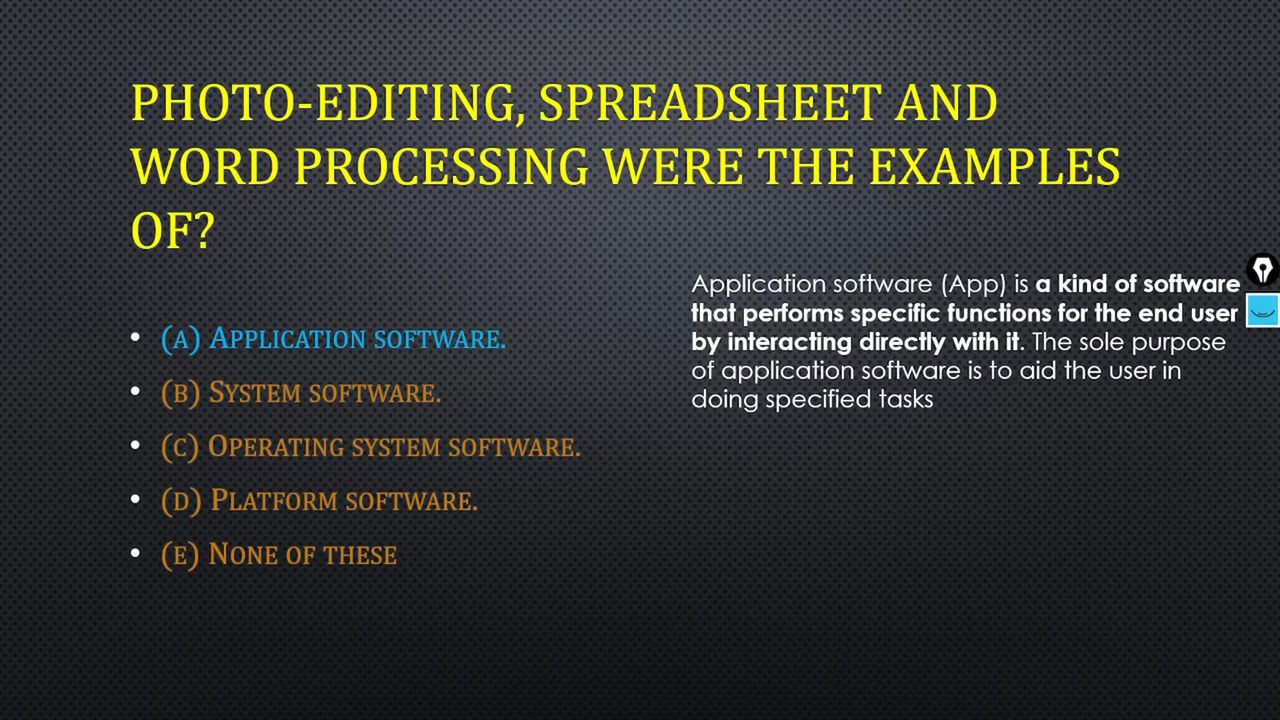 PHOTO-EDITING, SPREADSHEET AND
WORD PROCESSING WERE THE EXAMPLES
OF?
• (A) APPLICATION SOFTWARE.
• (B) SYSTEM SOFTWARE.
• (C) OPERATING SYSTEM SOFTWARE.
• (D) PLATFORM SOFTWARE.
• (E) NONE OF THESE
Application software (App) is a kind of software
that performs specific functions for the end user
by interacting directly with it. The sole purpose
of application software is to aid the user in
doing specified tasks